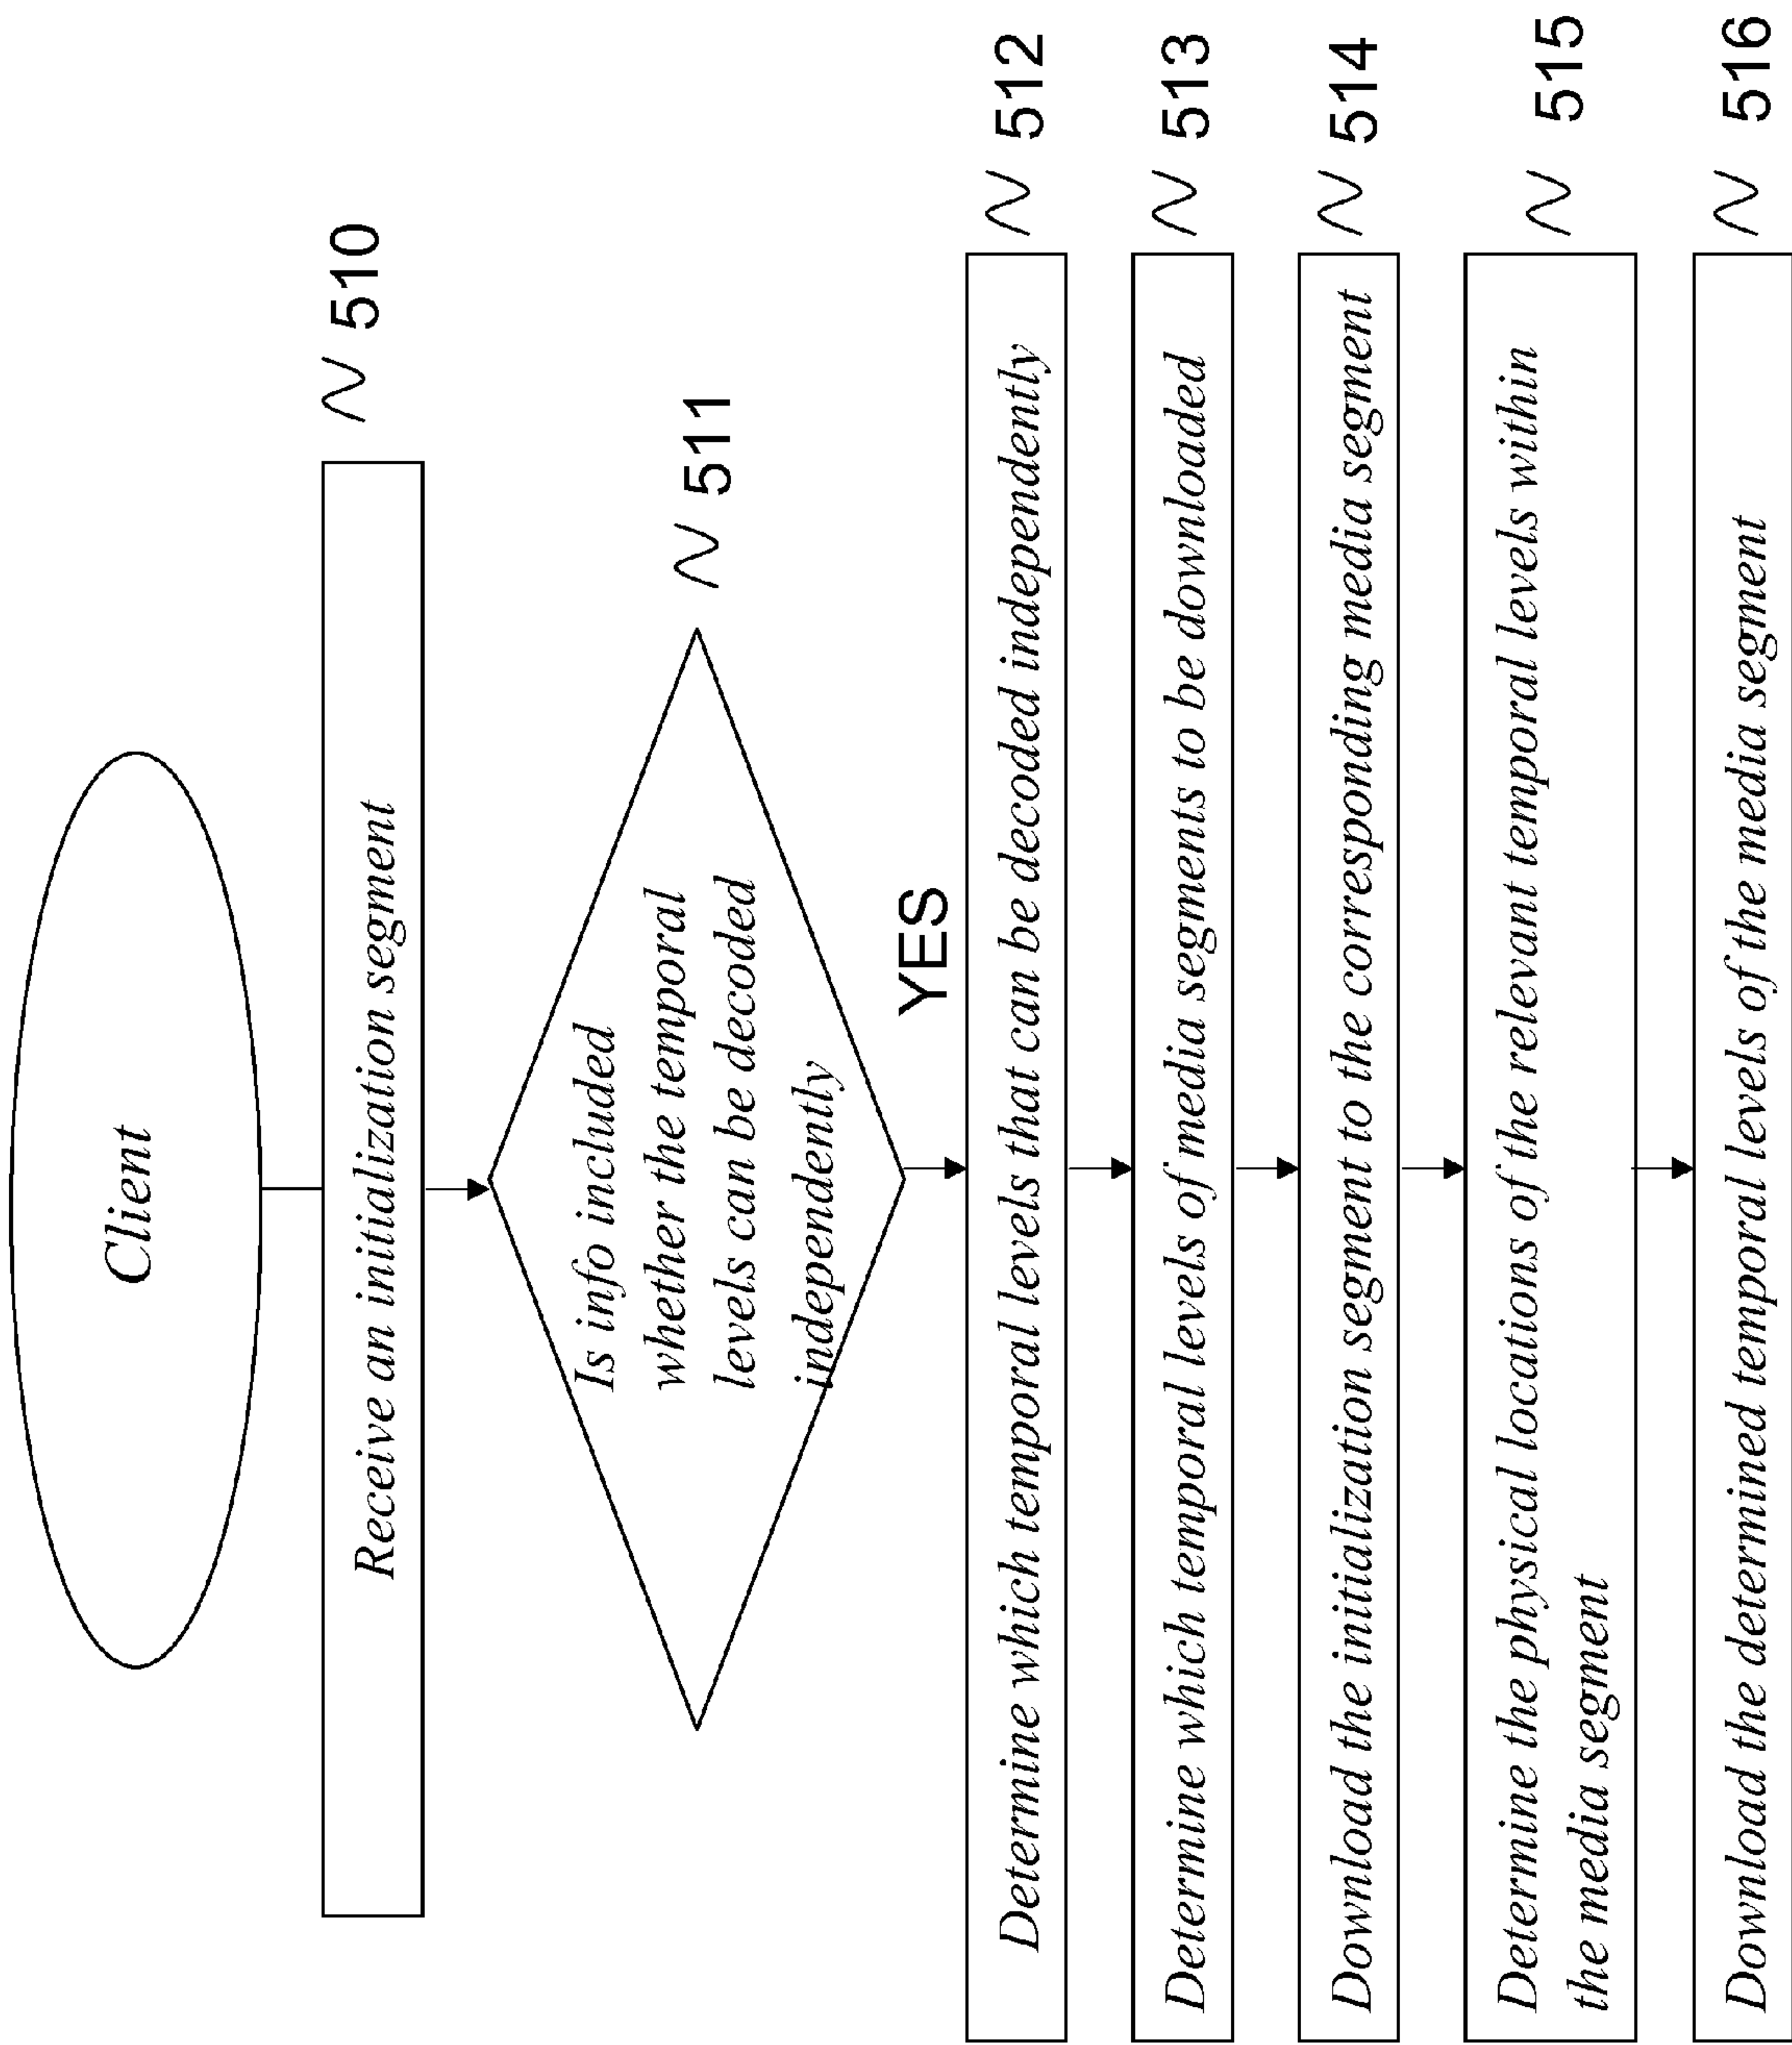 Client
Receive an initialization segment
510
Is info included
whether the temporal
levels can be decoded
independently
511
YES
Determine which temporal levels that can be decoded independently
512
Determine which temporal levels of media segments to be downloaded
513
Download the initialization segment to the corresponding media segment
514
Determine the physical locations of the relevant temporal levels within
the media segment
515
Download the determined temporal levels of the media segment
516